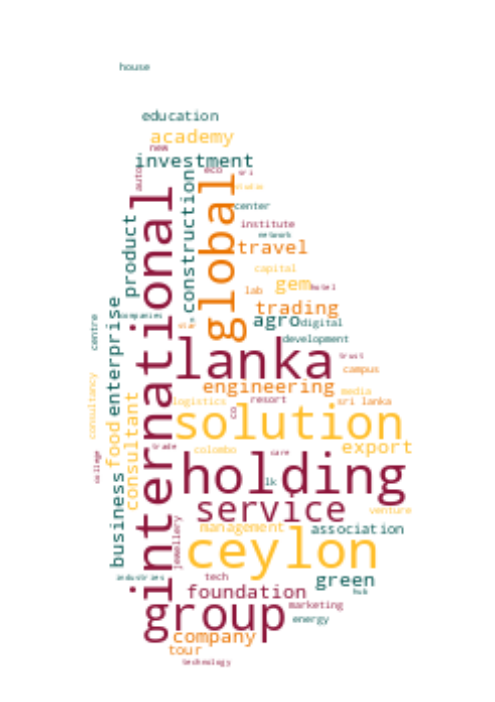 house
education
academy
new
investment
auto
eco
sri
construction
global
center
product
international
institute
network
travel
capital
gem
hotel
lab
trading
companies
agro
digital
centre
enterprise
development
lanka
trust
campus
engineering
consultancy
media
logistics
resort
sri lanka
food
consultant
co
solution
trade
colombo
care
export
college
holding
business
lk
service
venture
management
association
jewellery
ceylon
industries
tech
green
foundation
hub
group
marketing
energy
company
tour
technology